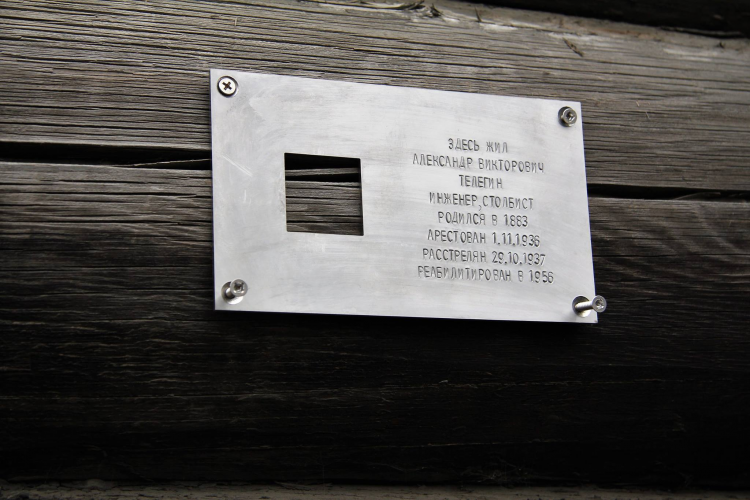 ЗДЕСЬ ЖИЛ
АЛЕКСАНДР ВИКТОРОВИЧ
ТЕЛЕГИН
ИНЖЕНЕР, СТОЛБИСТ
РОДИЛСЯ В 1883
АРЕСТОВАН 1.11.1936
РАССТРЕЛЯН 29.10.1937
РЕАБИЛИТИРОВАН В 1956